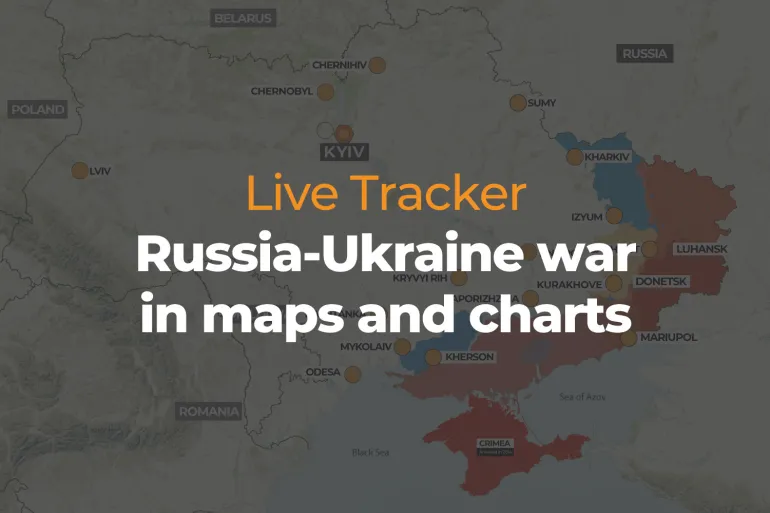 BELARUS
RUSSIA
CHERNIHIV
CHERNOBYL
SUMY
POLAND
KYIV
LVIV
KHARKIV
Live Tracker
IZYUM
Russia-Ukraine war
LUHANSK
KRYVYI RIH
KURAKHOVE
DONETSK
in maps and charts
MARIUPOL
MYKOLAIV
KHERSON
ODESA
Sea of Azov
ROMANIA
CRIMEA
Black Sea